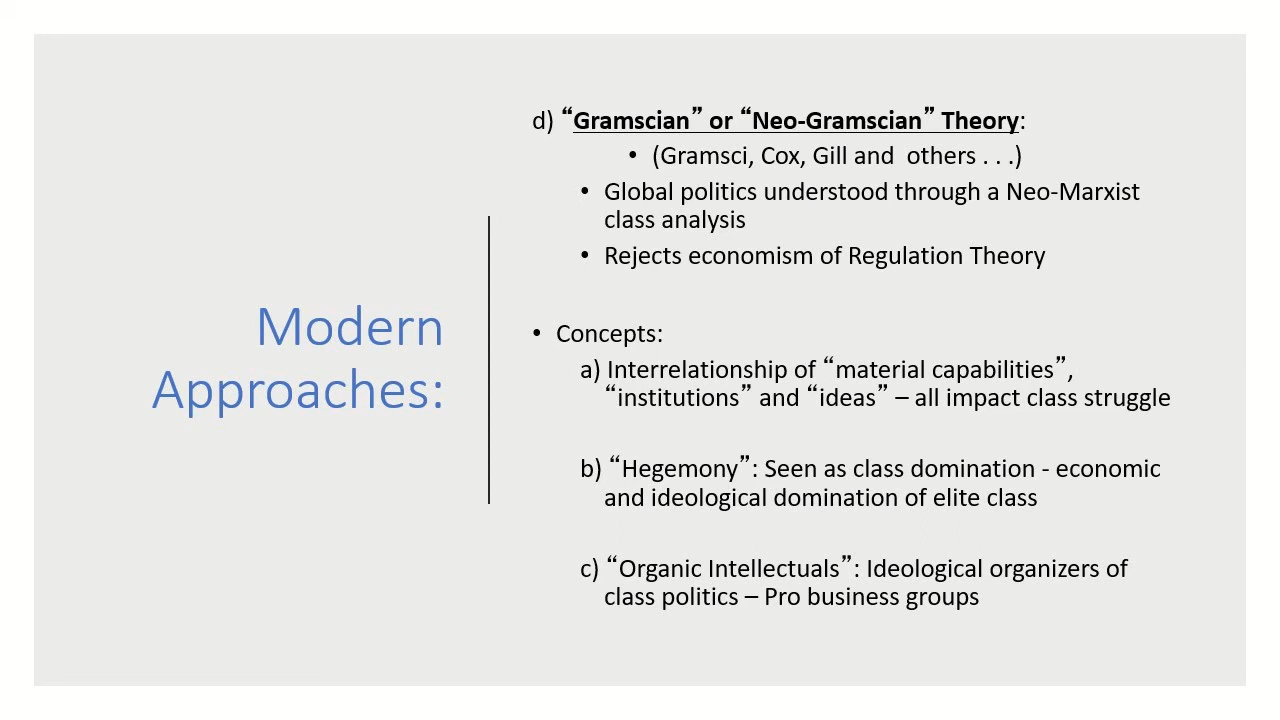 Modern
Approaches:
d) “Gramscian” or “Neo-Gramscian” Theory:
• (Gramsci, Cox, Gill and others . . .)
• Global politics understood through a Neo-Marxist
class analysis
• Rejects economism of Regulation Theory
• Concepts:
a) Interrelationship of “material capabilities”,
“institutions” and “ideas” – all impact class struggle
b) “Hegemony”: Seen as class domination - economic
and ideological domination of elite class
c) “Organic Intellectuals”: Ideological organizers of
class politics – Pro business groups